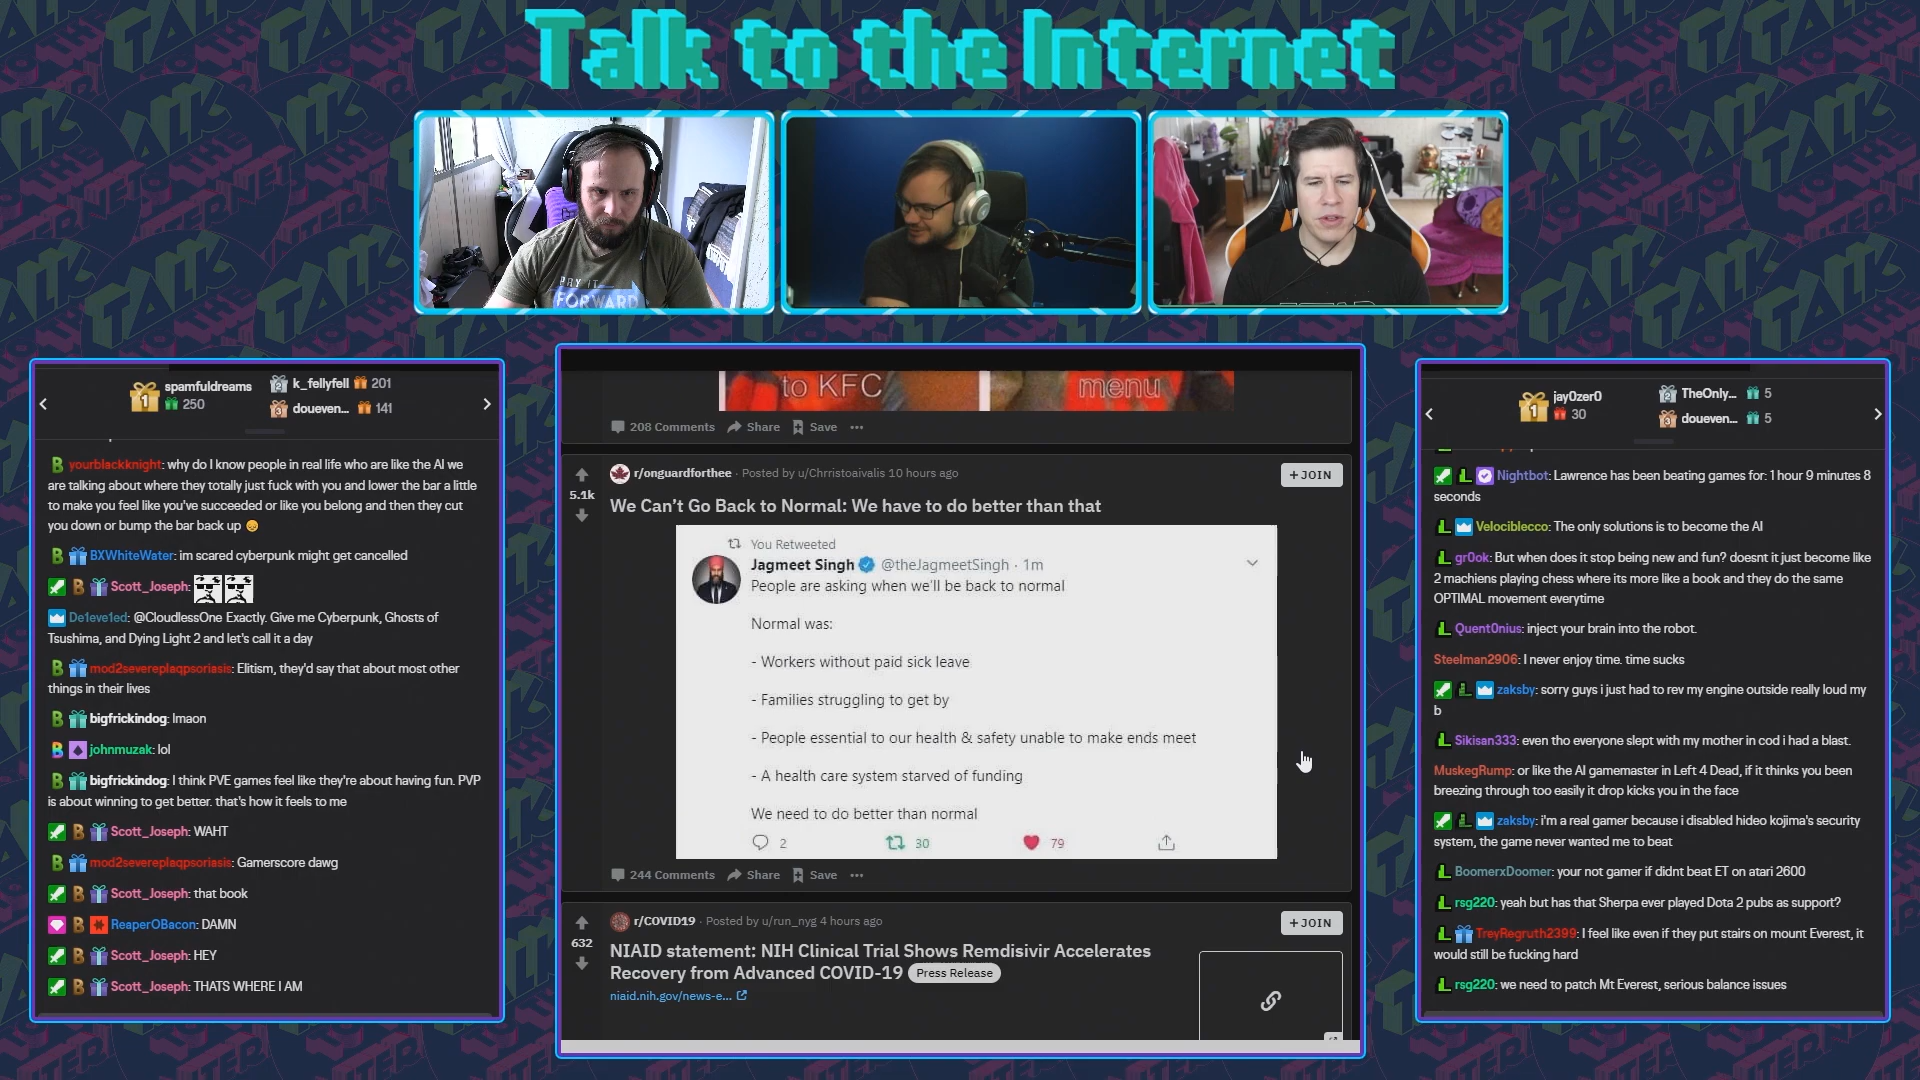 Talk to the Internet
PAY IT
FORWARD
spamfuldreams
250
k_fellyfell 201
doueven... 141
yourblackknight: why do I know people in real life who are like the AI we
are talking about where they totally just fuck with you and lower the bar a little
to make you feel like you've succeeded or like you belong and then they cut
you down or bump the bar back up
BXWhiteWater: im scared cyberpunk might get cancelled
Scott_Joseph:
De1eve1ed: @CloudlessOne Exactly. Give me Cyberpunk, Ghosts of
Tsushima, and Dying Light 2 and let's call it a day
mod2severeplaqpsoriasis: Elitism, they'd say that about most other
things in their lives
bigfrickindog: lmaon
johnmuzak: lol
bigfrickindog: I think PVE games feel like they're about having fun. PVP
is about winning to get better. that's how it feels to me
Scott_Joseph: WAHT
mod2severeplaqpsoriasis: Gamerscore dawg
Scott_Joseph: that book
ReaperOBacon: DAMN
Scott_Joseph: HEY
Scott_Joseph: THATS WHERE I AM
to KFC
menu
208 Comments Share Save ...
5.1k
r/onguardforthee · Posted by u/Chrristoaivalis 10 hours ago
+ JOIN
We Can't Go Back to Normal: We have to do better than that
You Retweeted
Jagmeet Singh @theJagmeetSingh · 1m
People are asking when we'll be back to normal
Normal was:
- Workers without paid sick leave
- Families struggling to get by
- People essential to our health & safety unable to make ends meet
- A health care system starved of funding
We need to do better than normal
2 30 79
244 Comments Share Save ...
632
r/COVID19 · Posted by u/run_nyg 4 hours ago
+ JOIN
NIAID statement: NIH Clinical Trial Shows Remdisivir Accelerates
Recovery from Advanced COVID-19 Press Release
niaid.nih.gov/news-e...
jay0zer0
30
TheOnly... 5
doueven... 5
Nightbot: Lawrence has been beating games for: 1 hour 9 minutes 8
seconds
Velociblecco: The only solutions is to become the AI
gr0ok: But when does it stop being new and fun? doesnt it just become like
2 machiens playing chess where its more like a book and they do the same
OPTIMAL movement everytime
Quent0nius: inject your brain into the robot.
Steelman2906: I never enjoy time. time sucks
zaksby: sorry guys i just had to rev my engine outside really loud my
b
Sikisan333: even tho everyone slept with my mother in cod i had a blast.
MuskegRump: or like the AI gamemaster in Left 4 Dead, if it thinks you been
breezing through too easily it drop kicks you in the face
zaksby: i'm a real gamer because i disabled hideo kojima's security
system, the game never wanted me to beat
BoomerxDoomer: your not gamer if didnt beat ET on atari 2600
rsg220: yeah but has that Sherpa ever played Dota 2 pubs as support?
TreyRegruth2399: I feel like even if they put stairs on mount Everest, it
would still be fucking hard
rsg220: we need to patch Mt Everest, serious balance issues